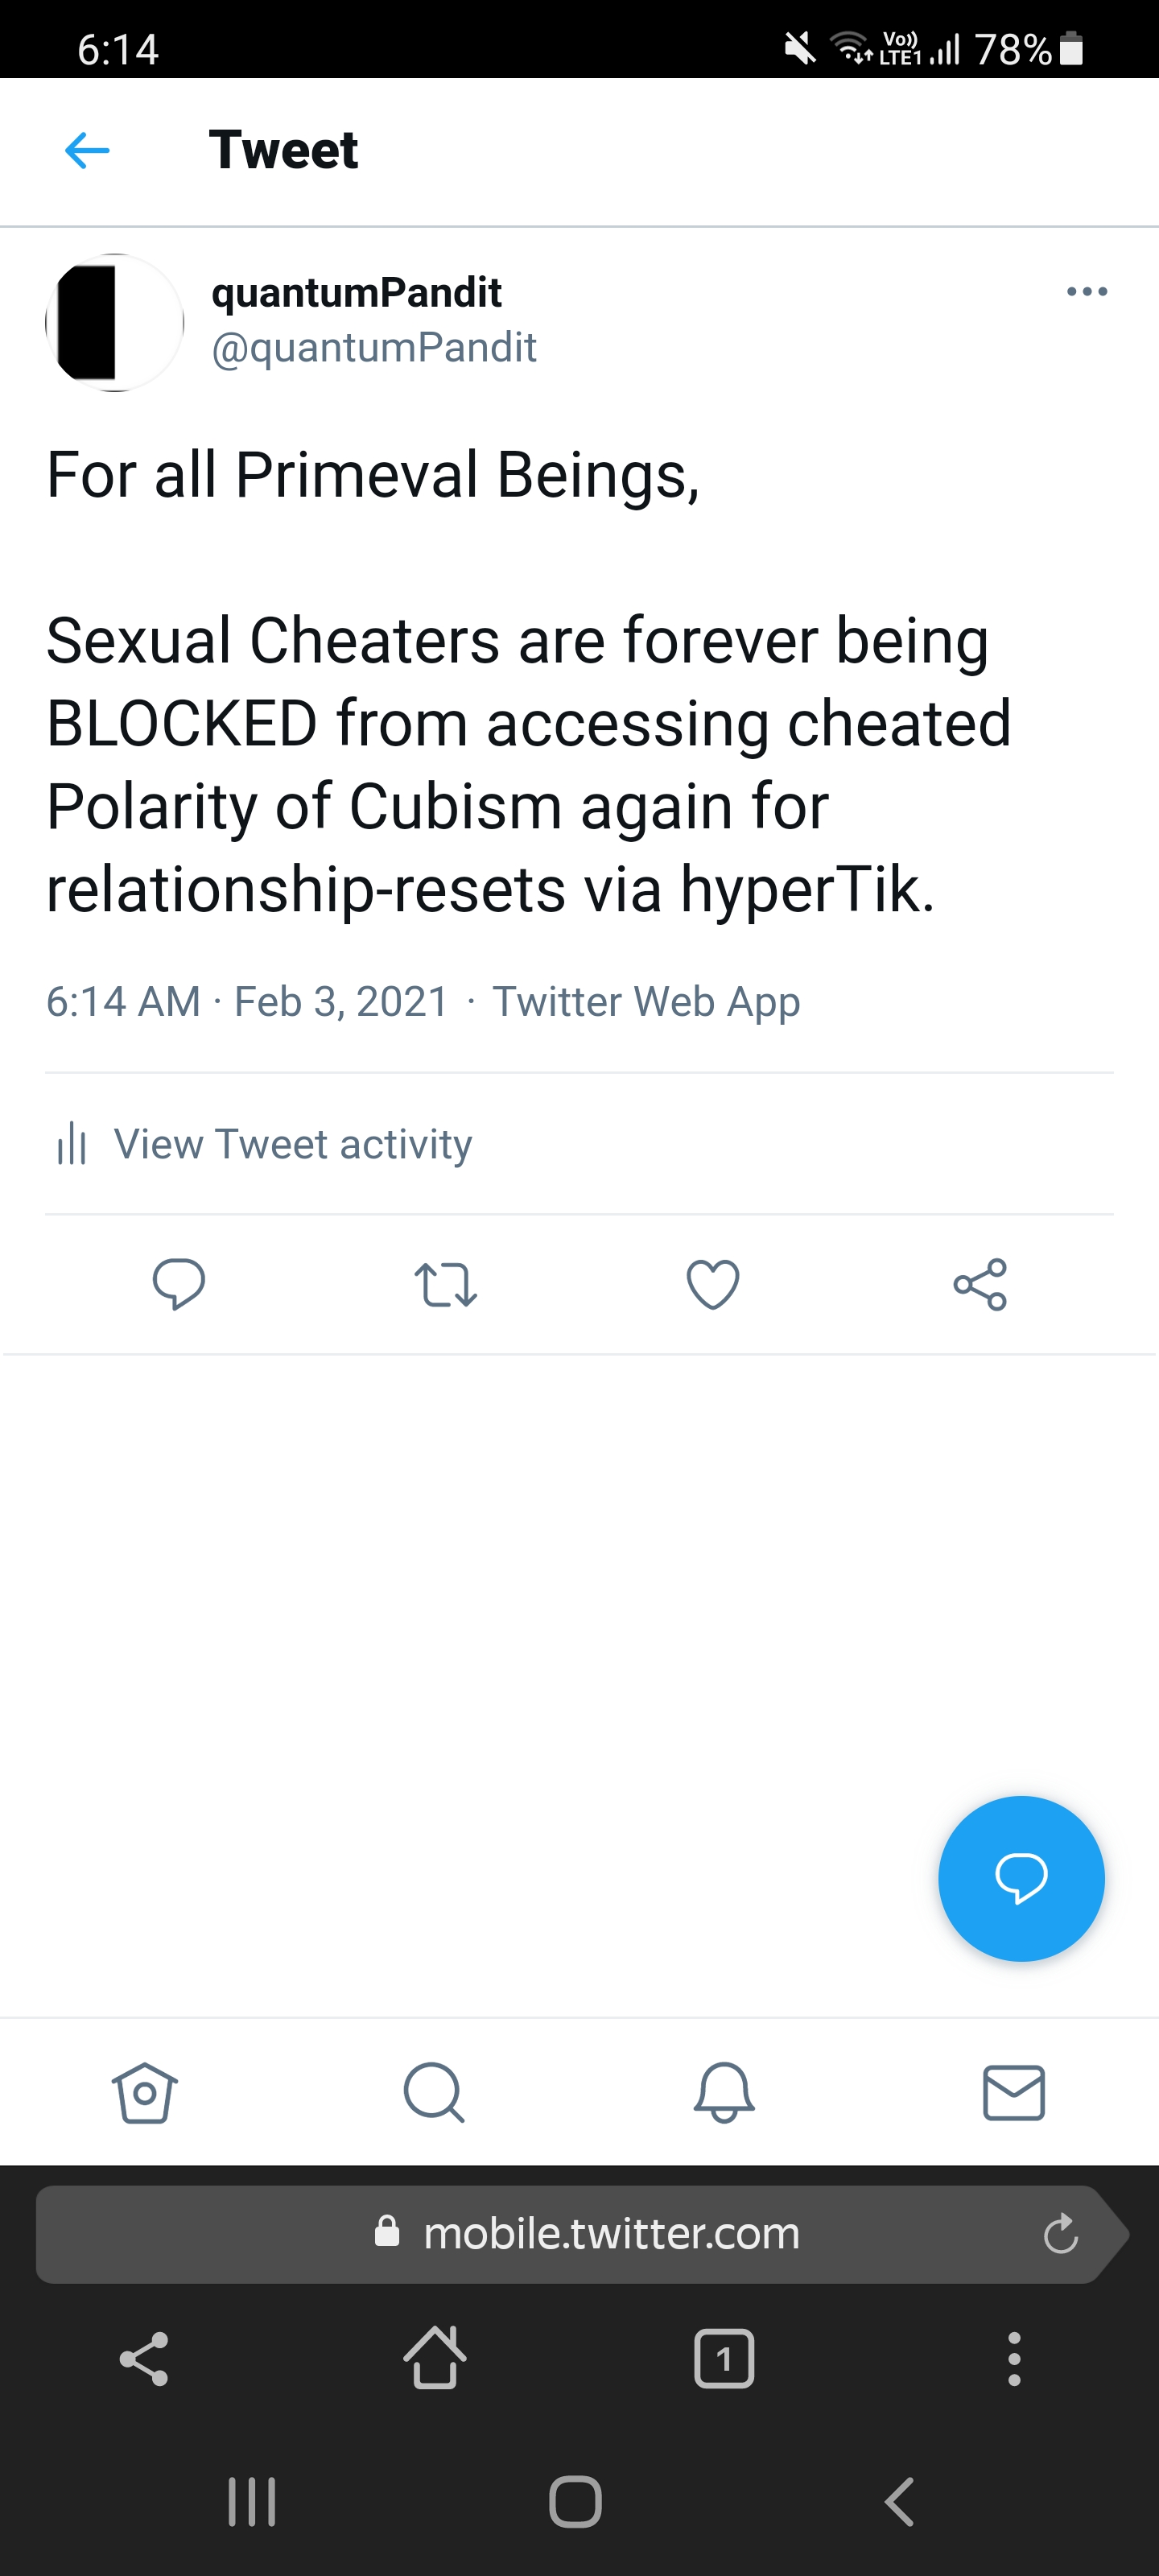 6:14
Vo)) LTE1 78%
Tweet
quantumPandit
@quantumPandit
For all Primeval Beings,
Sexual Cheaters are forever being
BLOCKED from accessing cheated
Polarity of Cubism again for
relationship-resets via hyperTik.
6:14 AM · Feb 3, 2021 · Twitter Web App
View Tweet activity
mobile.twitter.com
1